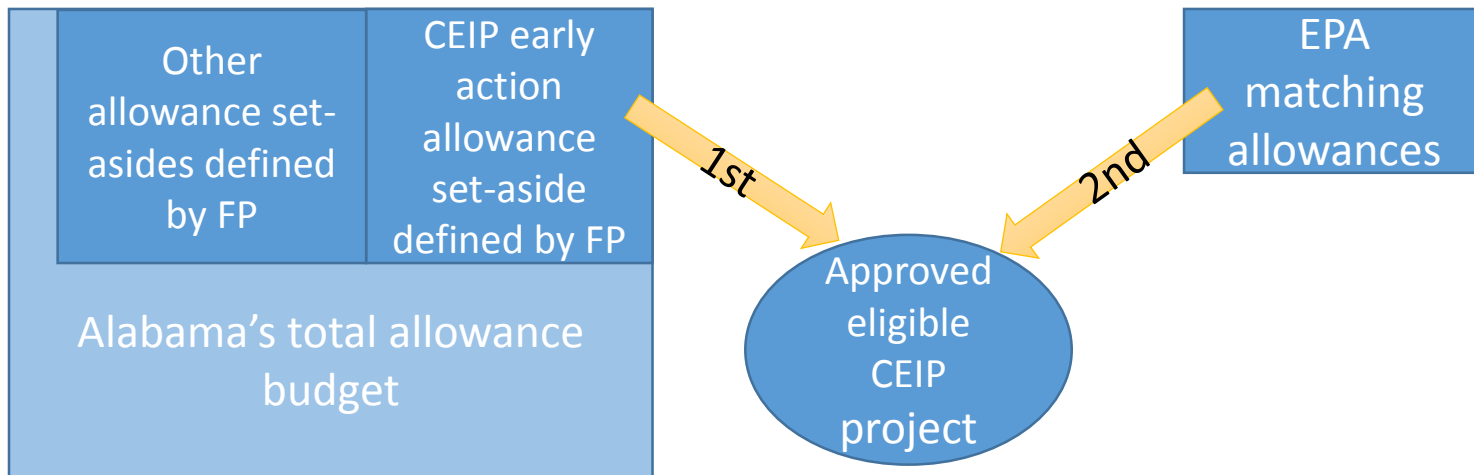 Other
allowance set-
asides defined
by FP
CEIP early
action
allowance
set-aside
defined by FP
Alabama’s total allowance
budget
1st
2nd
EPA
matching
allowances
Approved
eligible
CEIP
project